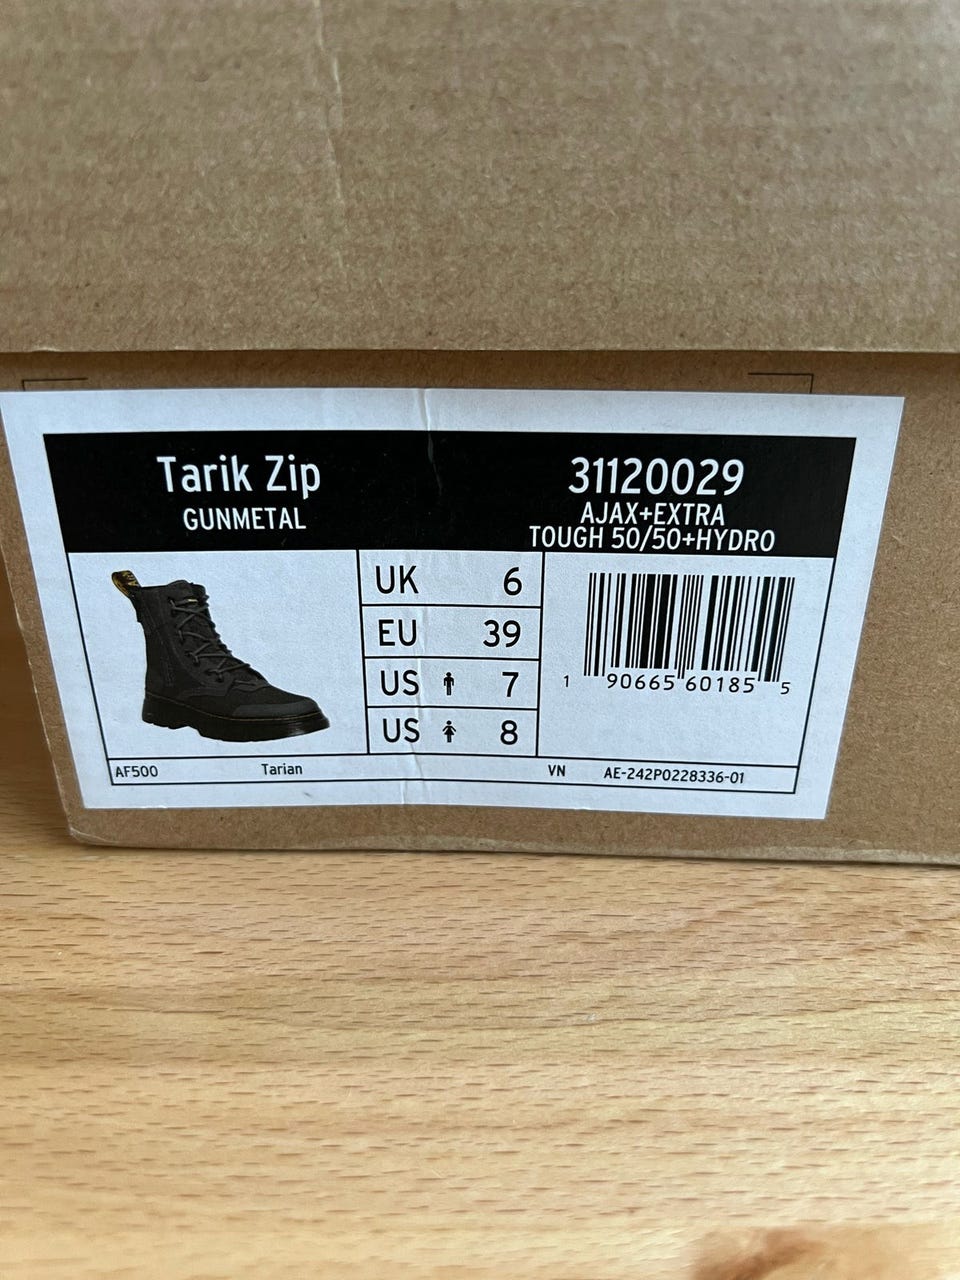 Tarik Zip
GUNMETAL
31120029
AJAX+EXTRA
TOUGH 50/50+HYDRO
UK 6
EU 39
US 7
US 8
1 90665 60185 5
AF500 Tarian VN AE-242P0228336-01